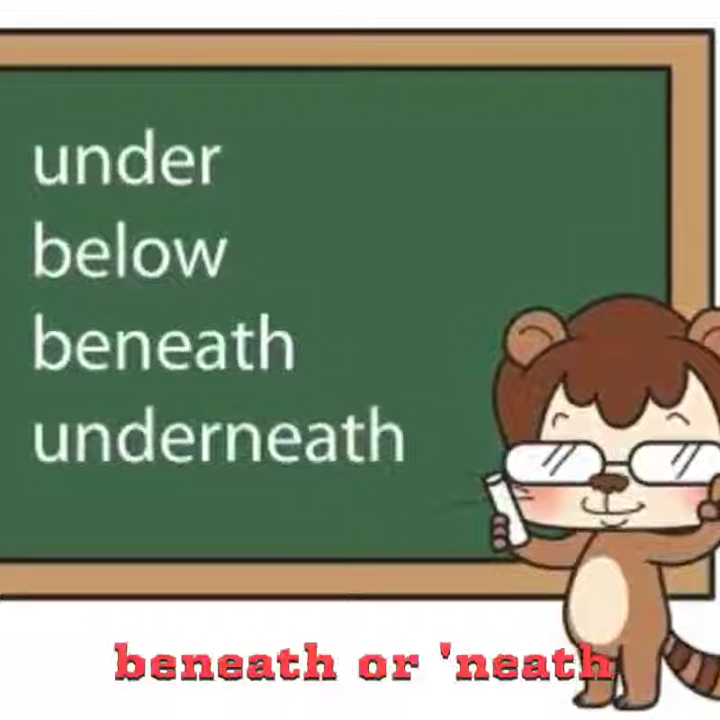 under
below
beneath
underneath
beneath or 'neath